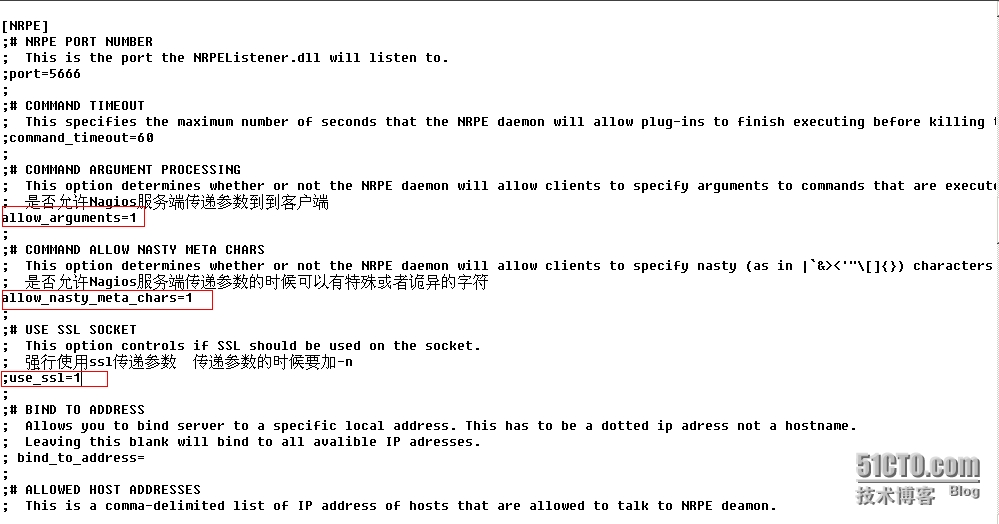 [NRPE]
;# NRPE PORT NUMBER
;  This is the port the NRPEListener.dll will listen to.
;port=5666
;
;# COMMAND TIMEOUT
;  This specifies the maximum number of seconds that the NRPE daemon will allow plug-ins to finish executing before killing
;command_timeout=60
;
;# COMMAND ARGUMENT PROCESSING
;  This option determines whether or not the NRPE daemon will allow clients to specify arguments to commands that are execute
;  是否允许Nagios服务端传递参数到到客户端
allow_arguments=1
;
;# COMMAND ALLOW NASTY META CHARS
;  This option determines whether or not the NRPE daemon will allow clients to specify nasty (as in |`&><'"\[]{}) characters
;  是否允许Nagios服务端传递参数的时候可以有特殊或者诡异的字符
allow_nasty_meta_chars=1
;
;# USE SSL SOCKET
;  This option controls if SSL should be used on the socket.
;  强行使用ssl传递参数  传递参数的时候要加-n
;use_ssl=1
;
;# BIND TO ADDRESS
;  Allows you to bind server to a specific local address. This has to be a dotted ip adress not a hostname.
;  Leaving this blank will bind to all avalible IP adresses.
; bind_to_address=
;
;# ALLOWED HOST ADDRESSES
;  This is a comma-delimited list of IP address of hosts that are allowed to talk to NRPE deamon.
51CTO.com
技术博客 Blog